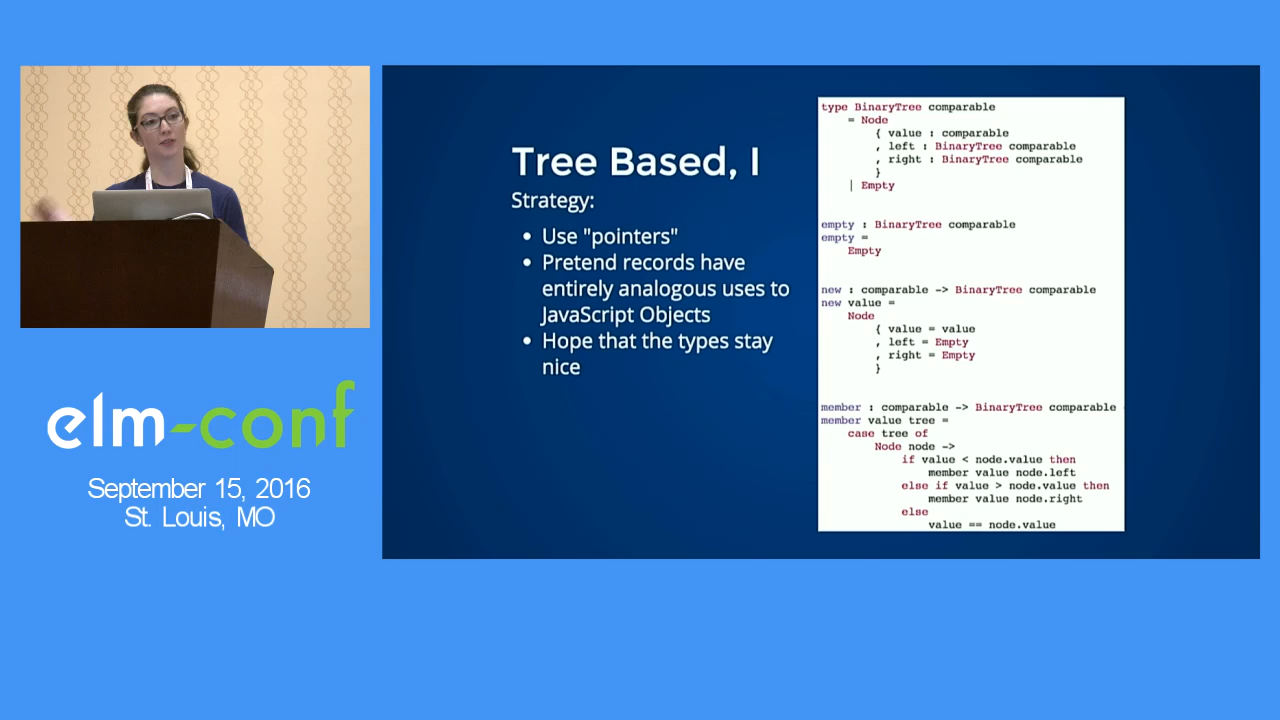 elm-conf
September 15, 2016
St. Louis, MO
Tree Based, I
Strategy:
• Use "pointers"
• Pretend records have
entirely analogous uses to
JavaScript Objects
• Hope that the types stay
nice
type BinaryTree comparable
    = Node
        { value : comparable
        , left : BinaryTree comparable
        , right : BinaryTree comparable
        }
    | Empty
empty : BinaryTree comparable
empty =
    Empty
new : comparable -> BinaryTree comparable
new value =
    Node
        { value = value
        , left = Empty
        , right = Empty
        }
member : comparable -> BinaryTree comparable
member value tree =
    case tree of
        Node node ->
            if value < node.value then
                member value node.left
            else if value > node.value then
                member value node.right
            else
                value == node.value